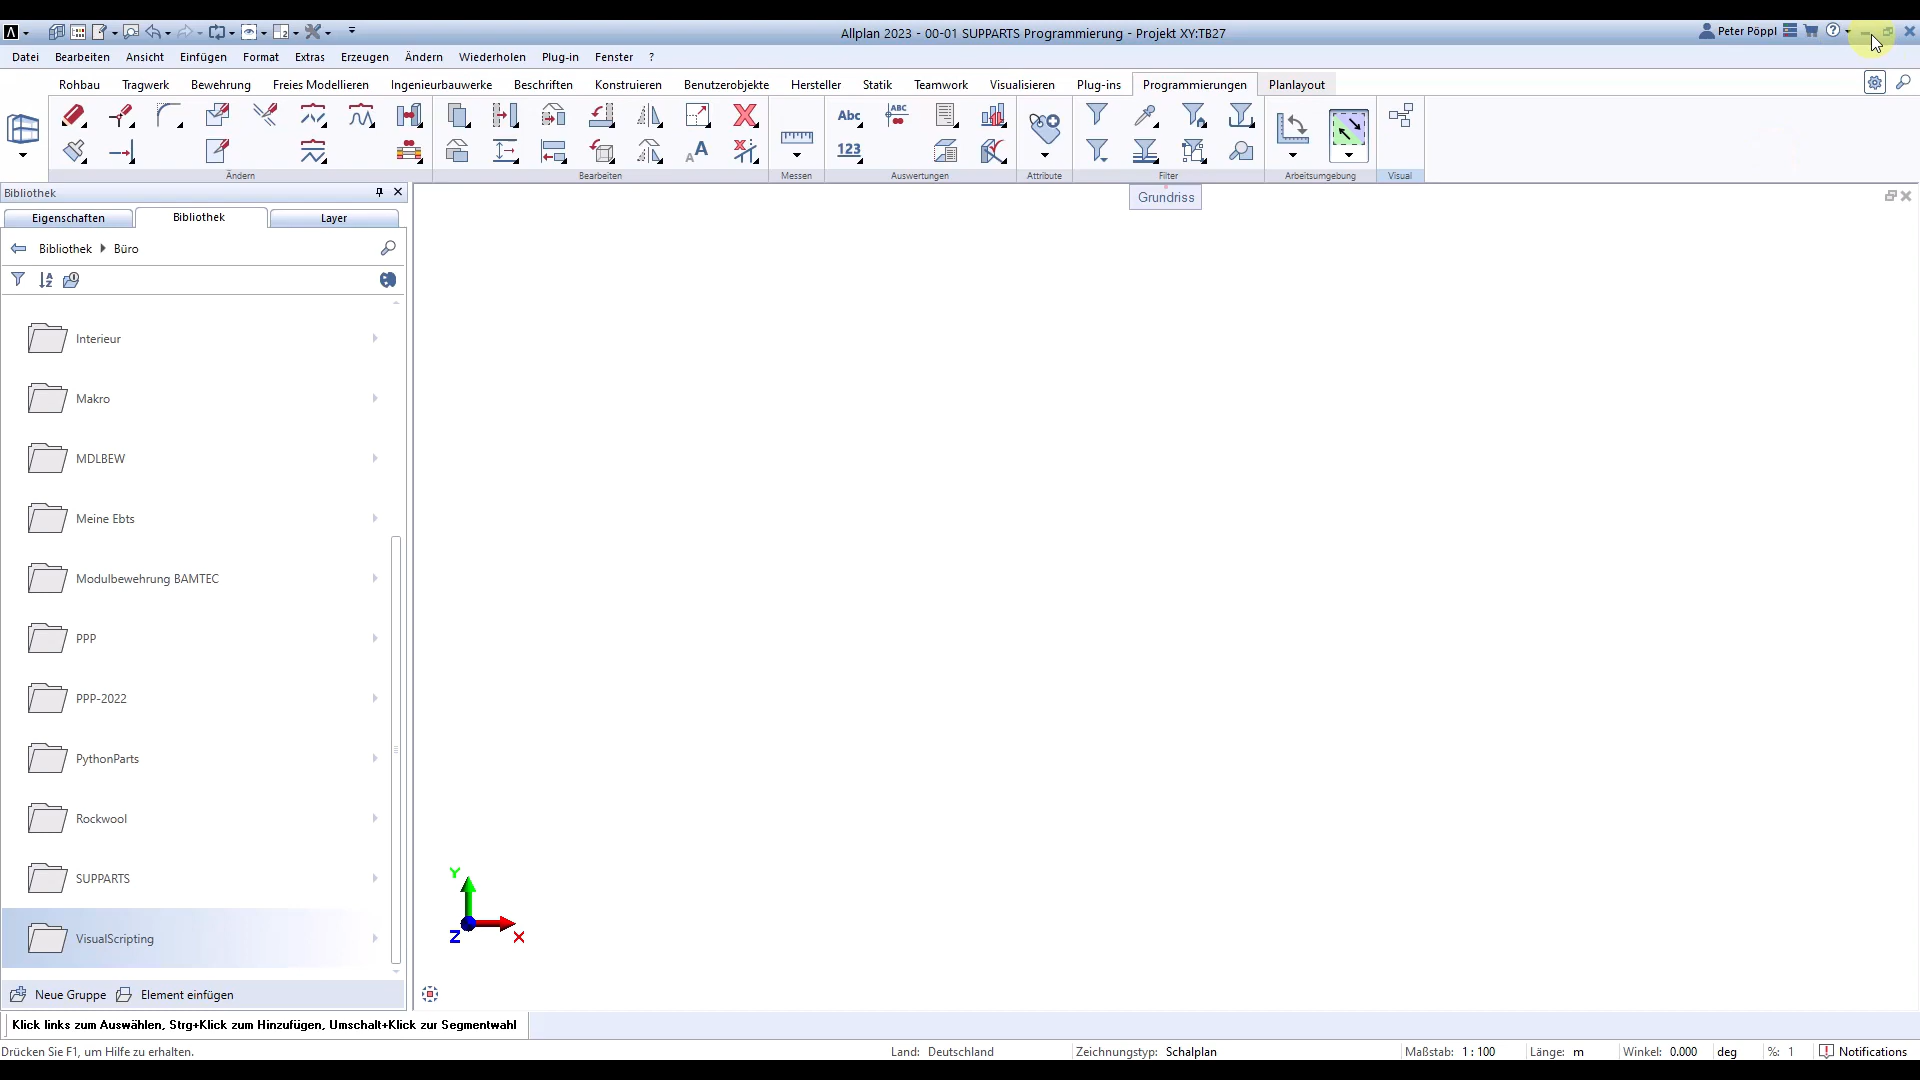 Allplan 2023 - 00-01 SUPPARTS Programmierung - Projekt XY:TB27
Peter Pöppl
Datei Bearbeiten Ansicht Einfügen Format Extras Erzeugen Ändern Wiederholen Plug-in Fenster ?
Rohbau Tragwerk Bewehrung Freies Modellieren Ingenieurbauwerke Beschriften Konstruieren Benutzerobjekte Hersteller Statik Teamwork Visualisieren Plug-ins Programmierungen Planlayout
Abc
ABC
123
AA
Ändern Bearbeiten Messen Auswertungen Attribute Filter Arbeitsumgebung Visual
Bibliothek
Grundriss
Eigenschaften Bibliothek Layer
Bibliothek Büro
Interieur
Makro
MDLBEW
Meine Ebts
Modulbewehrung BAMTEC
PPP
PPP-2022
PythonParts
Rockwool
SUPPARTS
VisualScripting
Y
Z X
Neue Gruppe Element einfügen
Klick links zum Auswählen, Strg+Klick zum Hinzufügen, Umschalt+Klick zur Segmentwahl
Drücken Sie F1, um Hilfe zu erhalten.
Land: Deutschland Zeichnungstyp: Schalplan Maßstab: 1 : 100 Länge: m Winkel: 0.000 deg %: 1 Notifications